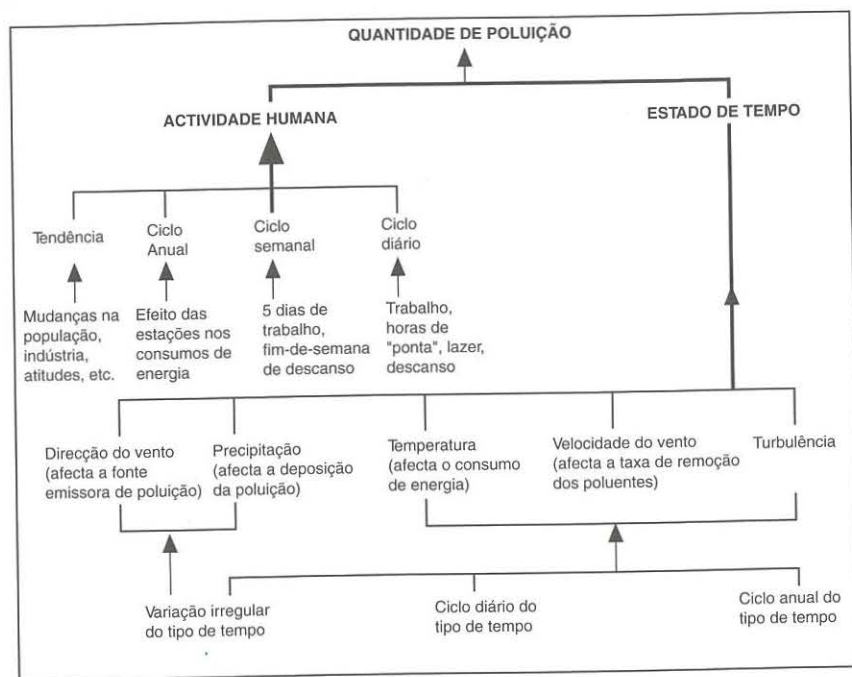 QUANTIDADE DE POLUIÇÃO
ACTIVIDADE HUMANA
ESTADO DE TEMPO
Tendência
Ciclo
Anual
Ciclo
semanal
Ciclo
diário
Mudanças na
população,
indústria,
atitudes, etc.
Efeito das
estações nos
consumos de
energia
5 dias de
trabalho,
fim-de-semana
de descanso
Trabalho,
horas de
"ponta", lazer,
descanso
Direcção do vento
(afecta a fonte
emissora de poluição)
Precipitação
(afecta a deposição
da poluição)
Temperatura
(afecta o consumo
de energia)
Velocidade do vento
(afecta a taxa de remoção
dos poluentes)
Turbulência
Variação irregular
do tipo de tempo
Ciclo diário do
tipo de tempo
Ciclo anual do
tipo de tempo